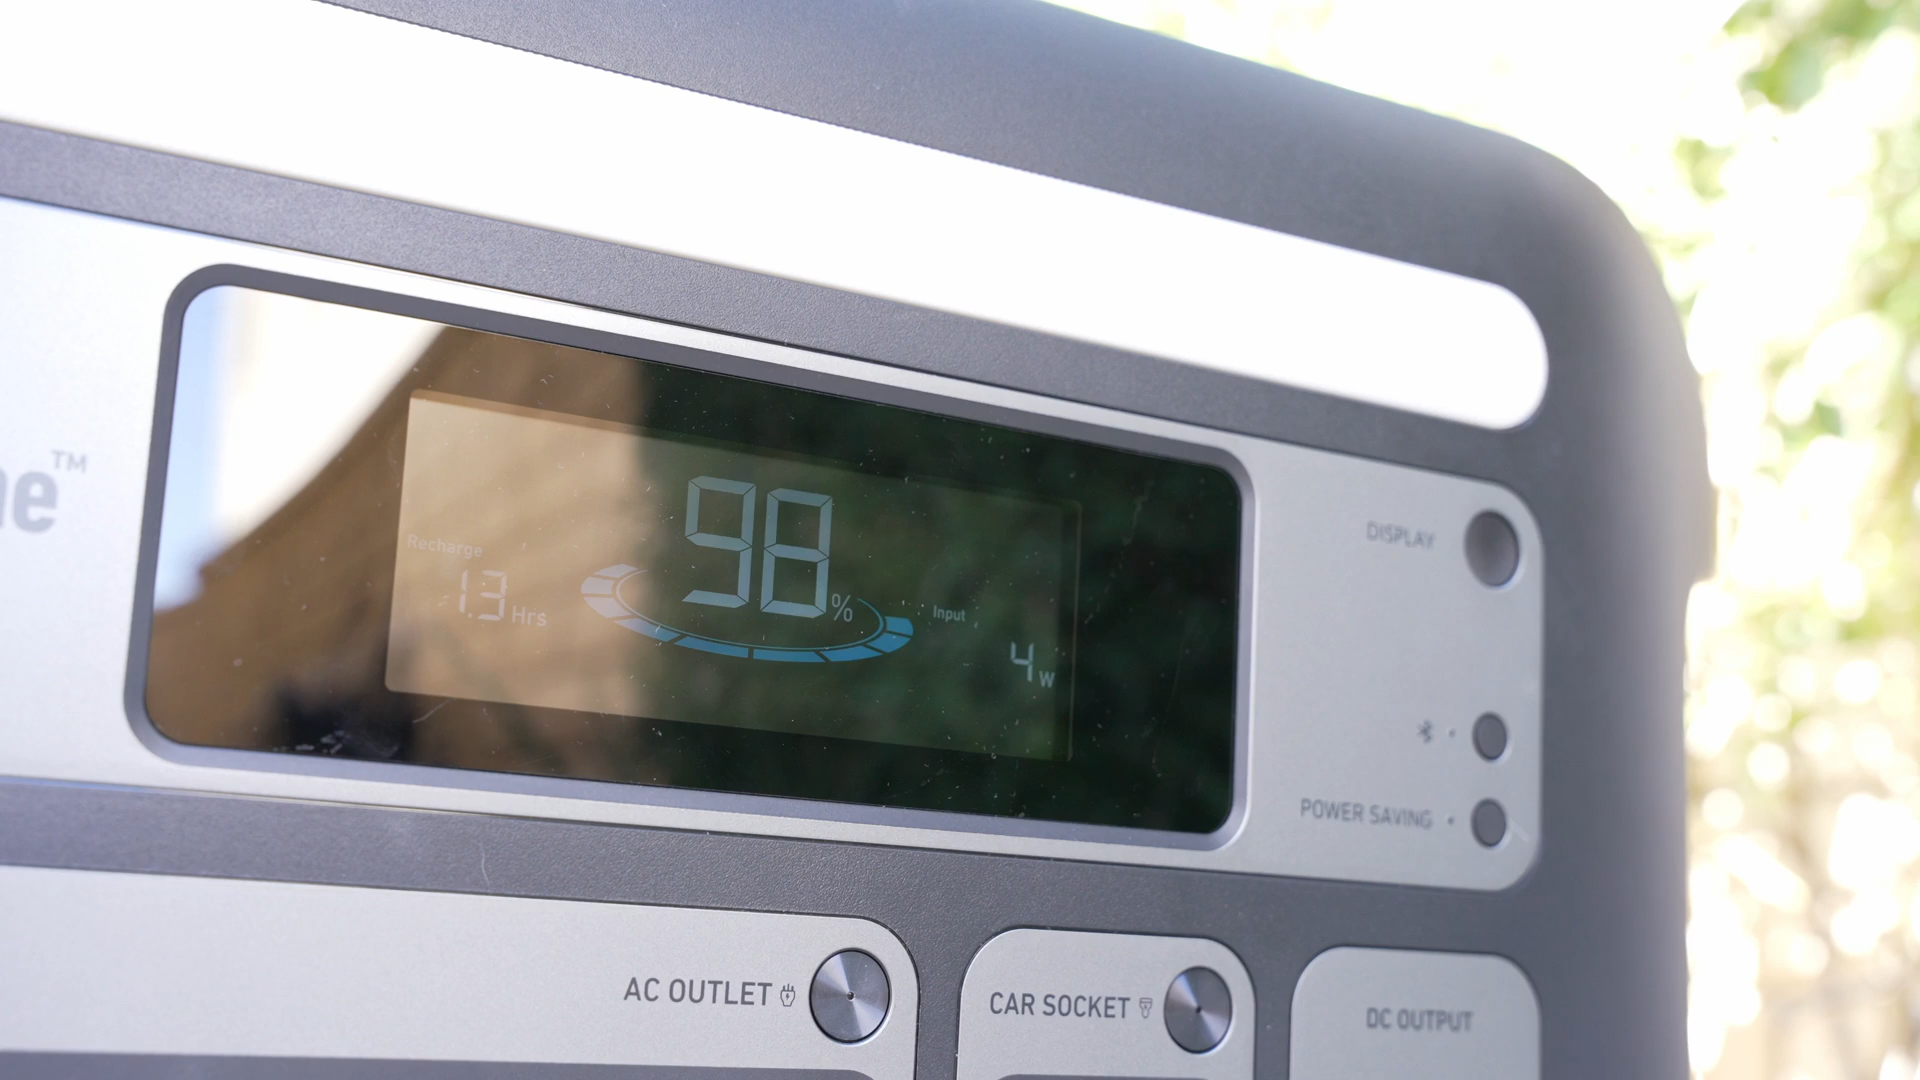 ne™
Recharge
1.3 Hrs
98%
Input
4W
DISPLAY
POWER SAVING
AC OUTLET
CAR SOCKET
DC OUTPUT